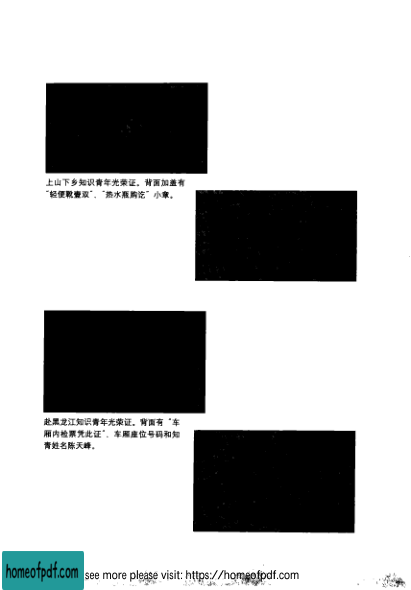 上山下乡知识青年光荣证。背面加盖有
“轻便靴壹双”、“热水瓶购讫”小章。
赴黑龙江知识青年光荣证。背面有“车
厢内检票凭此证”、车厢座位号码和知
青姓名陈天峰。
homeofpdf.com
see more please visit: https://homeofpdf.com